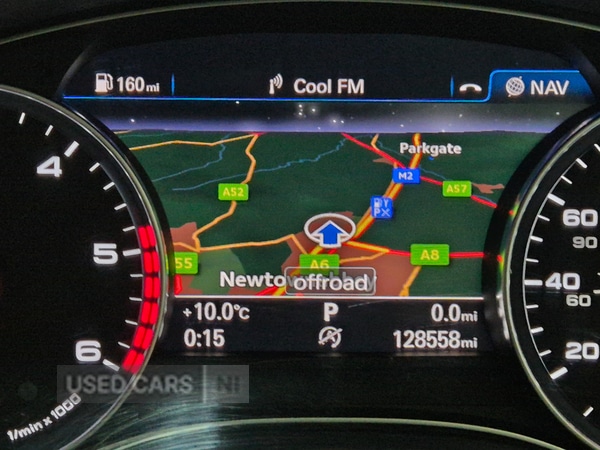 160mi Cool FM NAV
Parkgate
M2
A52 A57
A8
55 A6
offroad
+10.0°C P 0.0mi
0:15 128558mi
4
5
6
1/min x 1000
60
90
40
60
20
USED CARS NI